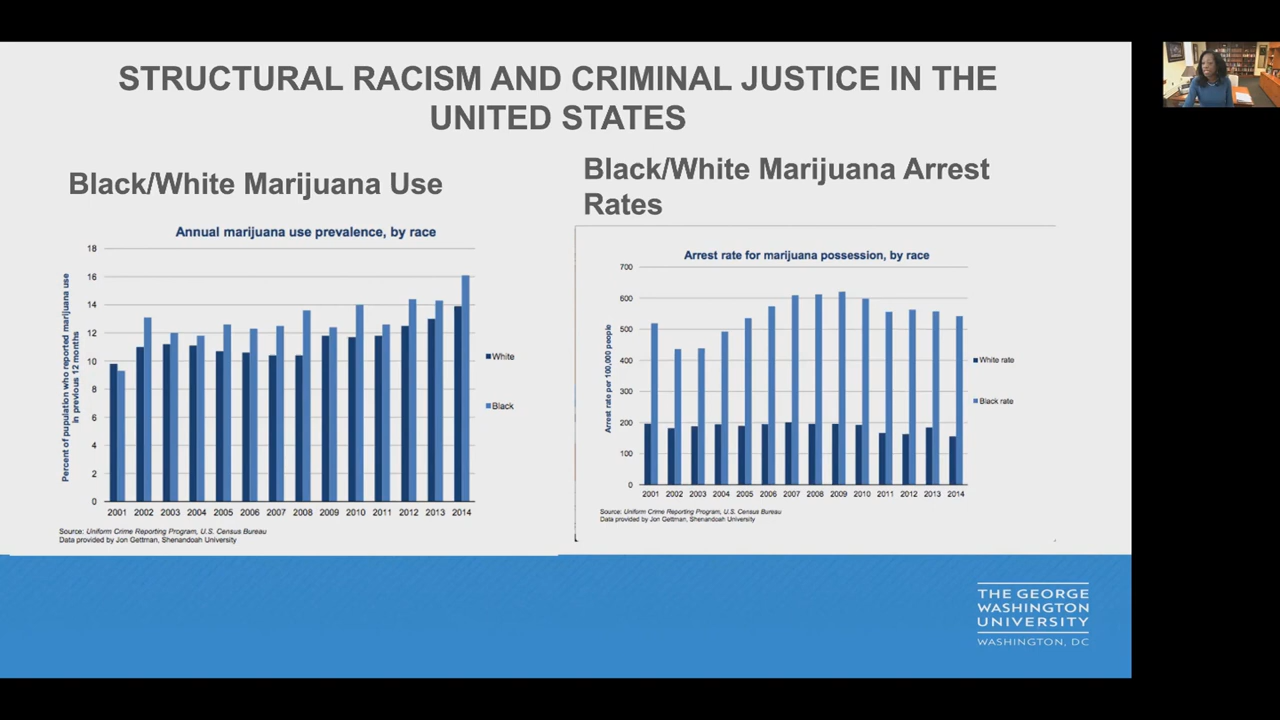 STRUCTURAL RACISM AND CRIMINAL JUSTICE IN THE
UNITED STATES
Black/White Marijuana Use
Annual marijuana use prevalence, by race
Percent of pupulation who reported marijuana use
in previous 12 months
18
16
14
12
10
8
6
4
2
0
2001 2002 2003 2004 2005 2006 2007 2008 2009 2010 2011 2012 2013 2014
White
Black
Source: Uniform Crime Reporting Program, U.S. Census Bureau
Data provided by Jon Gettman, Shenandoah University
Black/White Marijuana Arrest
Rates
Arrest rate for marijuana possession, by race
Arrest rate per 100,000 people
700
600
500
400
300
200
100
0
2001 2002 2003 2004 2005 2006 2007 2008 2009 2010 2011 2012 2013 2014
White rate
Black rate
Source: Uniform Crime Reporting Program, U.S. Census Bureau
Data provided by Jon Gettman, Shenandoah University
THE GEORGE
WASHINGTON
UNIVERSITY
WASHINGTON, DC